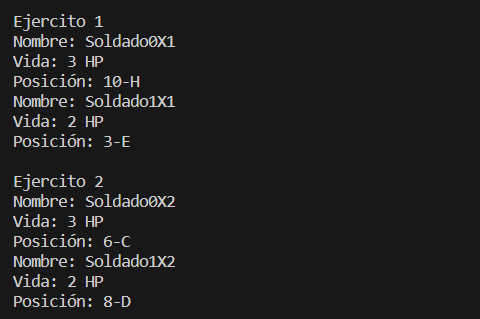 Ejercito 1
Nombre: Soldado0X1
Vida: 3 HP
Posición: 10-H
Nombre: Soldado1X1
Vida: 2 HP
Posición: 3-E

Ejercito 2
Nombre: Soldado0X2
Vida: 3 HP
Posición: 6-C
Nombre: Soldado1X2
Vida: 2 HP
Posición: 8-D